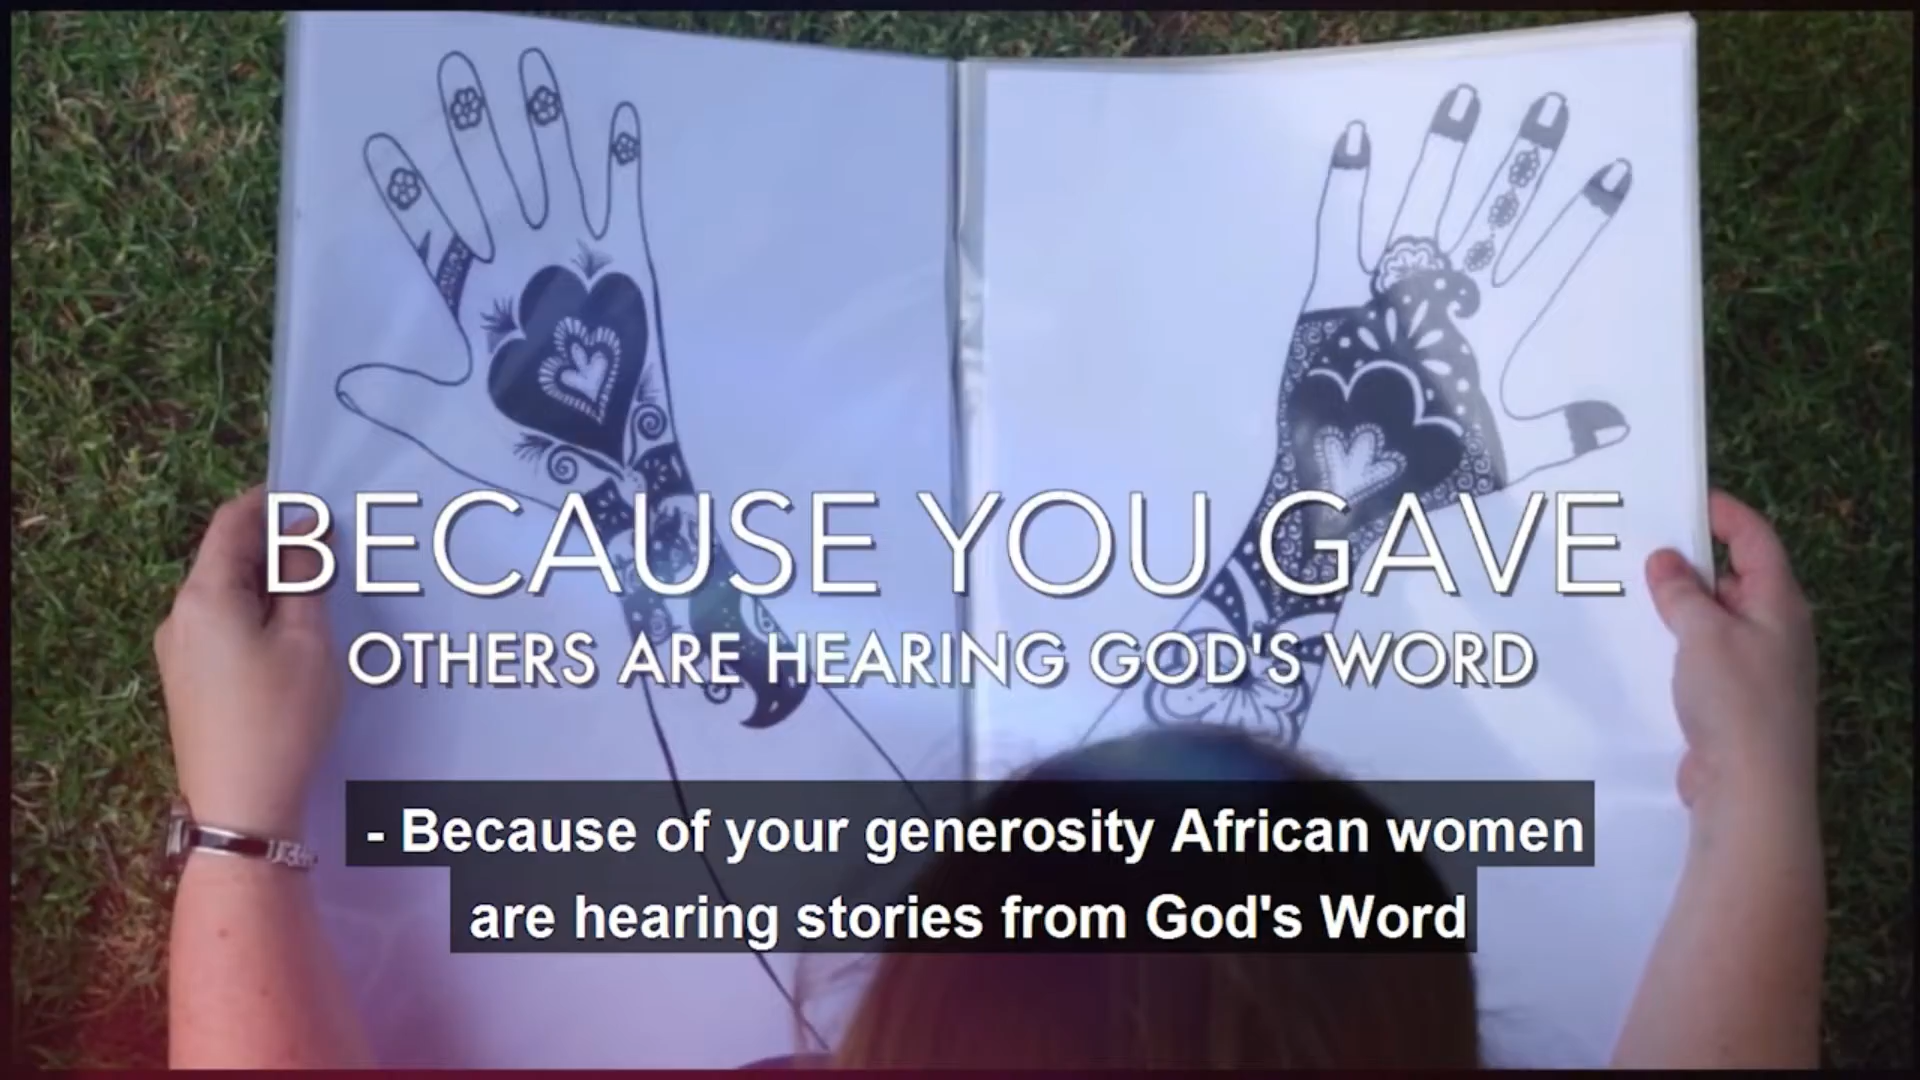 BECAUSE YOU GAVE
OTHERS ARE HEARING GOD'S WORD
- Because of your generosity African women
are hearing stories from God's Word